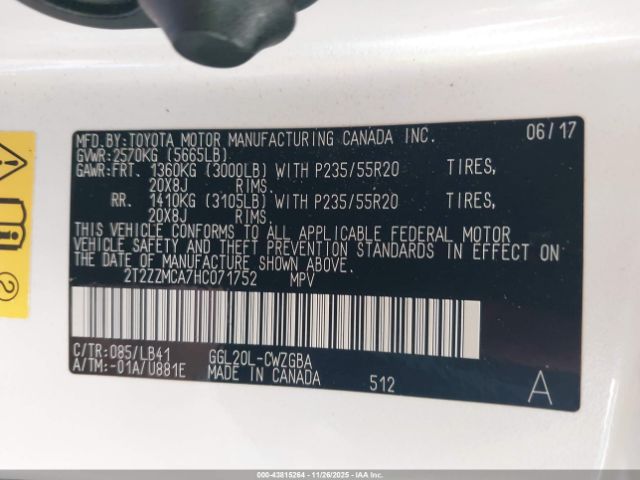 MFD.BY:TOYOTA MOTOR MANUFACTURING CANADA INC. 06/17
GVWR:2570KG (5665LB)
GAWR:FRT. 1360KG (3000LB) WITH P235/55R20 TIRES,
20X8J RIMS.
RR. 1410KG (3105LB) WITH P235/55R20 TIRES,
20X8J RIMS.
THIS VEHICLE CONFORMS TO ALL APPLICABLE FEDERAL MOTOR
VEHICLE SAFETY AND THEFT PREVENTION STANDARDS IN EFFECT ON
THE DATE OF MANUFACTURE SHOWN ABOVE.
2T2ZZMCA7HC071752 MPV
C/TR:085/LB41 GGL20L-CWZGBA
A/TM:-01A/U881E MADE IN CANADA 512 A
2
000-43815264 - 11/26/2025 - IAAI